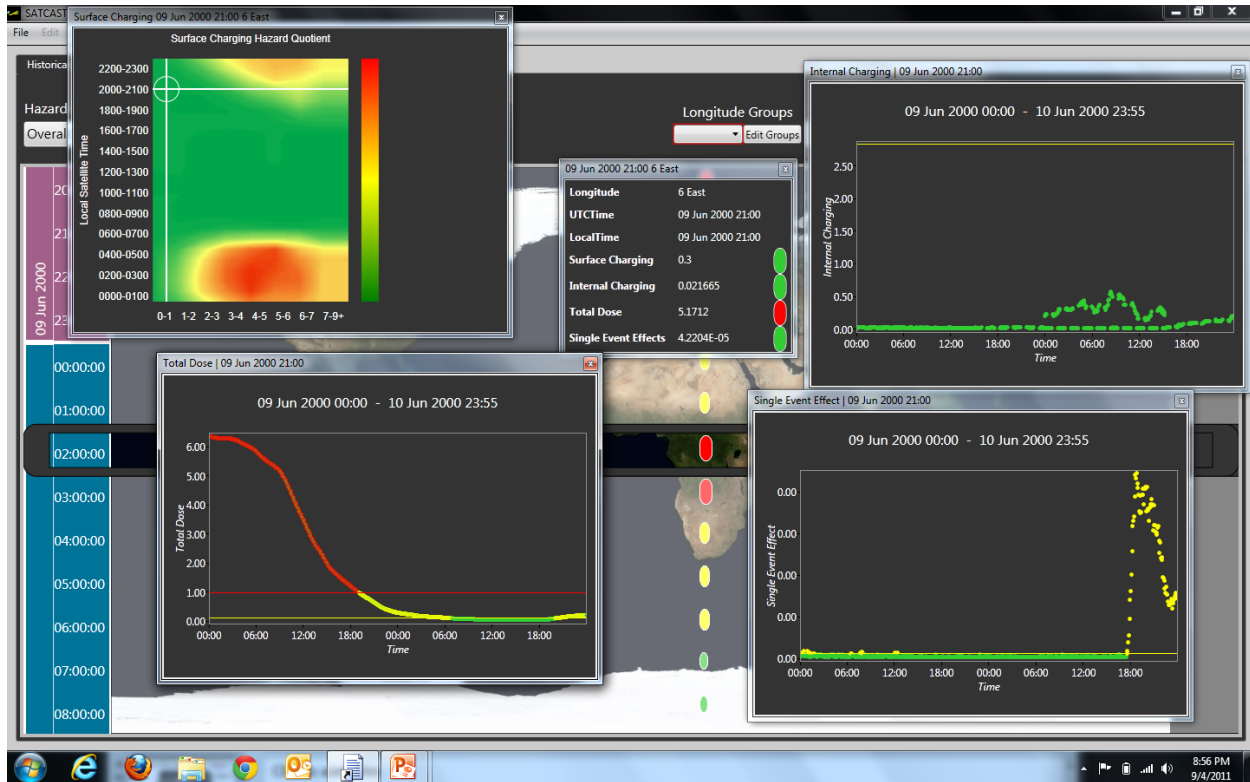 SATCAST
File Edit
Historica
Hazard
Overal
Longitude Groups
Edit Groups
Surface Charging 09 Jun 2000 21:00 6 East
Surface Charging Hazard Quotient
Local Satellite Time
2200-2300
2000-2100
1800-1900
1600-1700
1400-1500
1200-1300
1000-1100
0800-0900
0600-0700
0400-0500
0200-0300
0000-0100
0-1 1-2 2-3 3-4 4-5 5-6 6-7 7-9+
09 Jun 2000 21:00 6 East
Longitude 6 East
UTCTime 09 Jun 2000 21:00
LocalTime 09 Jun 2000 21:00
Surface Charging 0.3
Internal Charging 0.021665
Total Dose 5.1712
Single Event Effects 4.2204E-05
Internal Charging | 09 Jun 2000 21:00
09 Jun 2000 00:00 - 10 Jun 2000 23:55
Internal Charging
2.50
2.00
1.50
1.00
0.50
0.00
00:00 06:00 12:00 18:00 00:00 06:00 12:00 18:00
Time
09 Jun 2000
20
21
22
23
00:00:00
01:00:00
02:00:00
03:00:00
04:00:00
05:00:00
06:00:00
07:00:00
08:00:00
Total Dose | 09 Jun 2000 21:00
09 Jun 2000 00:00 - 10 Jun 2000 23:55
Total Dose
6.00
5.00
4.00
3.00
2.00
1.00
0.00
00:00 06:00 12:00 18:00 00:00 06:00 12:00 18:00
Time
Single Event Effect | 09 Jun 2000 21:00
09 Jun 2000 00:00 - 10 Jun 2000 23:55
Single Event Effect
0.00
0.00
0.00
0.00
0.00
00:00 06:00 12:00 18:00 00:00 06:00 12:00 18:00
Time
8:56 PM
9/4/2011